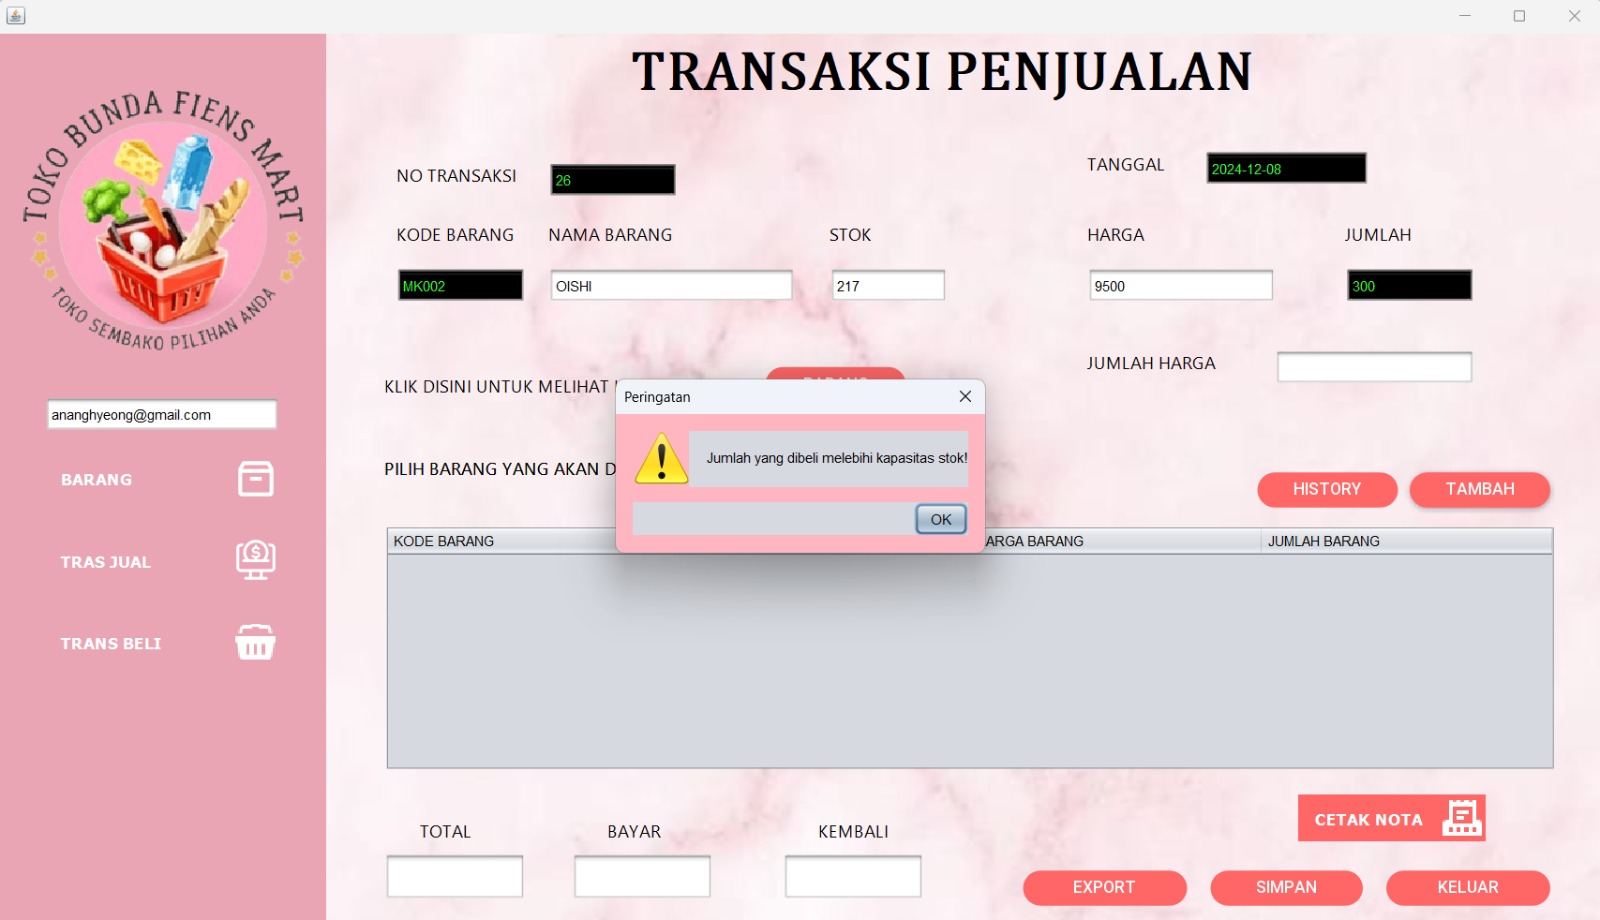 TRANSAKSI PENJUALAN
TOKO BUNDA FIENS MART
TOKO SEMBAKO PILIHAN ANDA
NO TRANSAKSI
26
TANGGAL
2024-12-08
KODE BARANG
NAMA BARANG
STOK
HARGA
JUMLAH
MK002
OISHI
217
9500
300
JUMLAH HARGA
KLIK DISINI UNTUK MELIHAT
ananghyeong@gmail.com
Peringatan
Jumlah yang dibeli melebihi kapasitas stok!
OK
PILIH BARANG YANG AKAN D
BARANG
TRAS JUAL
TRANS BELI
HISTORY
TAMBAH
KODE BARANG
ARGA BARANG
JUMLAH BARANG
CETAK NOTA
TOTAL
BAYAR
KEMBALI
EXPORT
SIMPAN
KELUAR